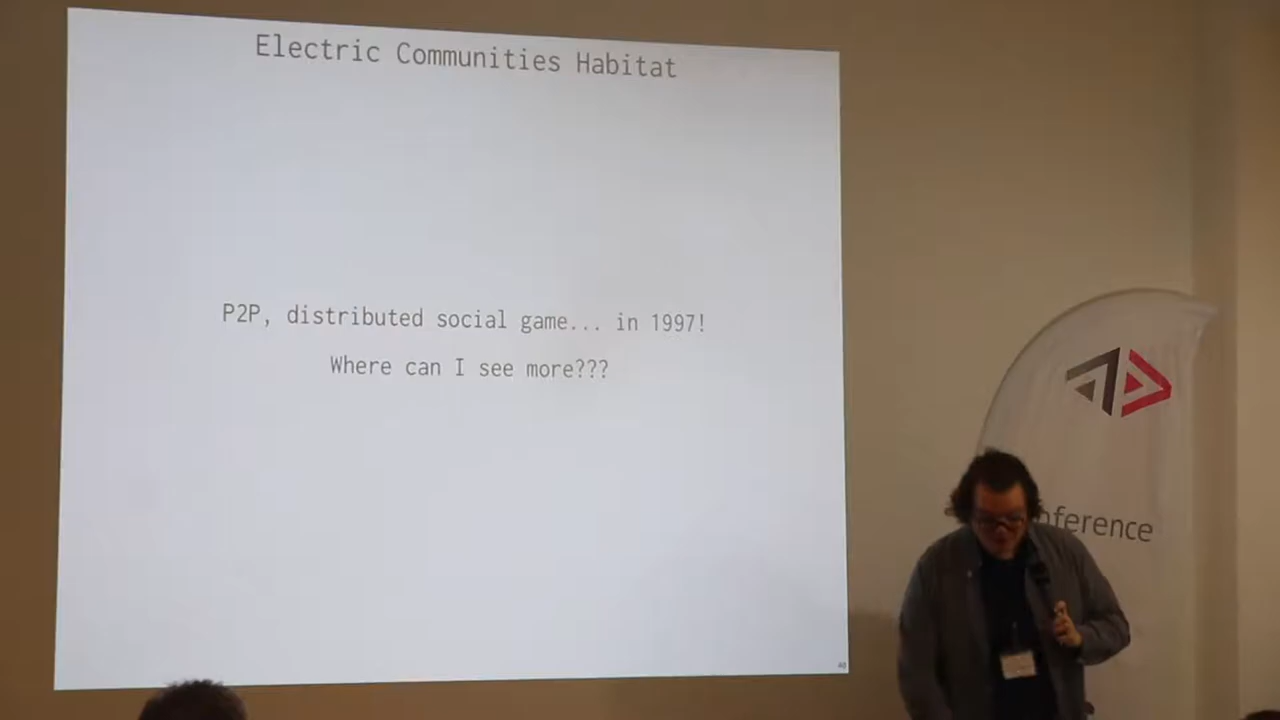 Electric Communities Habitat
P2P, distributed social game... in 1997!
Where can I see more???
nference